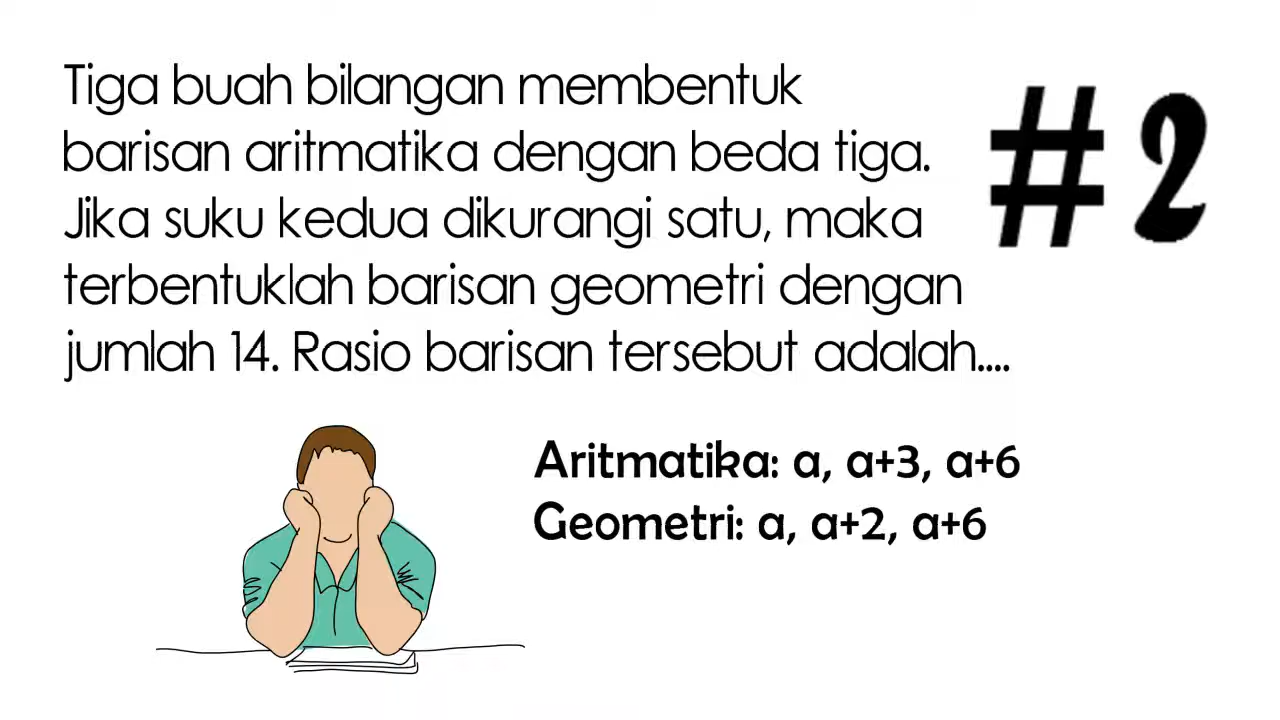 Tiga buah bilangan membentuk
barisan aritmatika dengan beda tiga.
Jika suku kedua dikurangi satu, maka
terbentuklah barisan geometri dengan
jumlah 14. Rasio barisan tersebut adalah....
#2
Aritmatika: a, a+3, a+6
Geometri: a, a+2, a+6